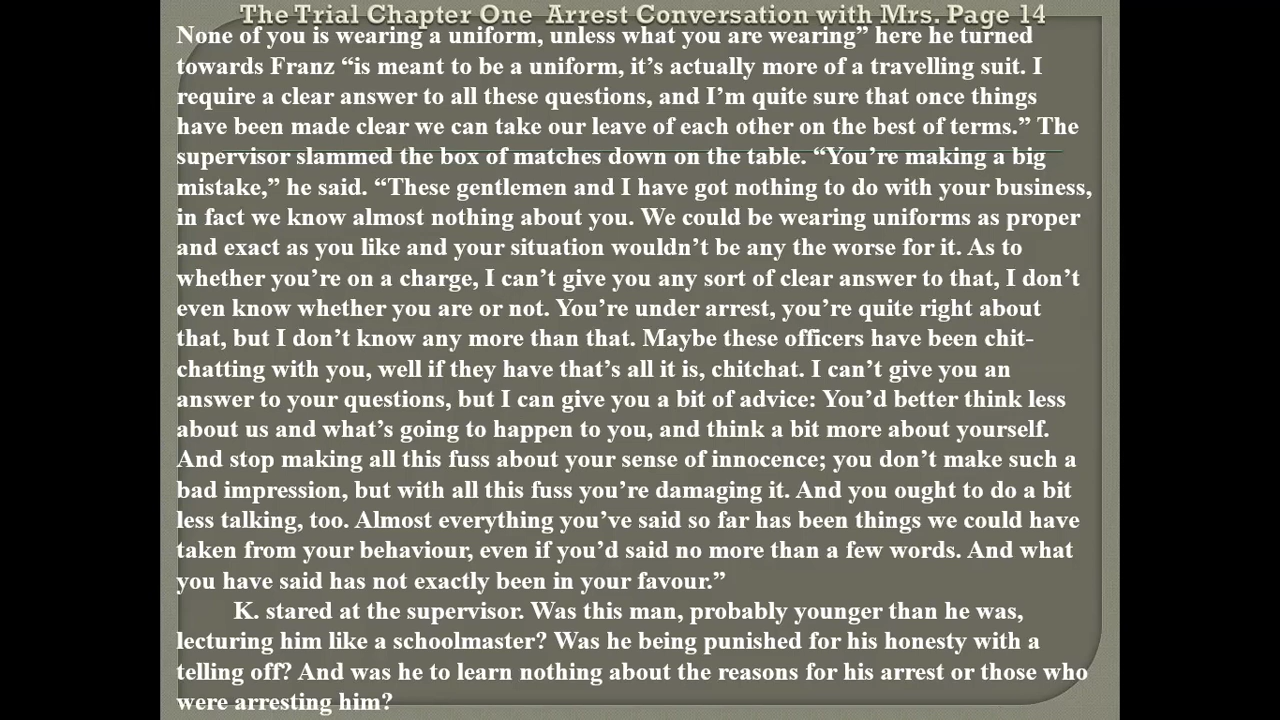 The Trial Chapter One Arrest Conversation with Mrs. Page 14
None of you is wearing a uniform, unless what you are wearing” here he turned
towards Franz “is meant to be a uniform, it’s actually more of a travelling suit. I
require a clear answer to all these questions, and I’m quite sure that once things
have been made clear we can take our leave of each other on the best of terms.” The
supervisor slammed the box of matches down on the table. “You’re making a big
mistake,” he said. “These gentlemen and I have got nothing to do with your business,
in fact we know almost nothing about you. We could be wearing uniforms as proper
and exact as you like and your situation wouldn’t be any the worse for it. As to
whether you’re on a charge, I can’t give you any sort of clear answer to that, I don’t
even know whether you are or not. You’re under arrest, you’re quite right about
that, but I don’t know any more than that. Maybe these officers have been chit-
chatting with you, well if they have that’s all it is, chitchat. I can’t give you an
answer to your questions, but I can give you a bit of advice: You’d better think less
about us and what’s going to happen to you, and think a bit more about yourself.
And stop making all this fuss about your sense of innocence; you don’t make such a
bad impression, but with all this fuss you’re damaging it. And you ought to do a bit
less talking, too. Almost everything you’ve said so far has been things we could have
taken from your behaviour, even if you’d said no more than a few words. And what
you have said has not exactly been in your favour.”
K. stared at the supervisor. Was this man, probably younger than he was,
lecturing him like a schoolmaster? Was he being punished for his honesty with a
telling off? And was he to learn nothing about the reasons for his arrest or those who
were arresting him?